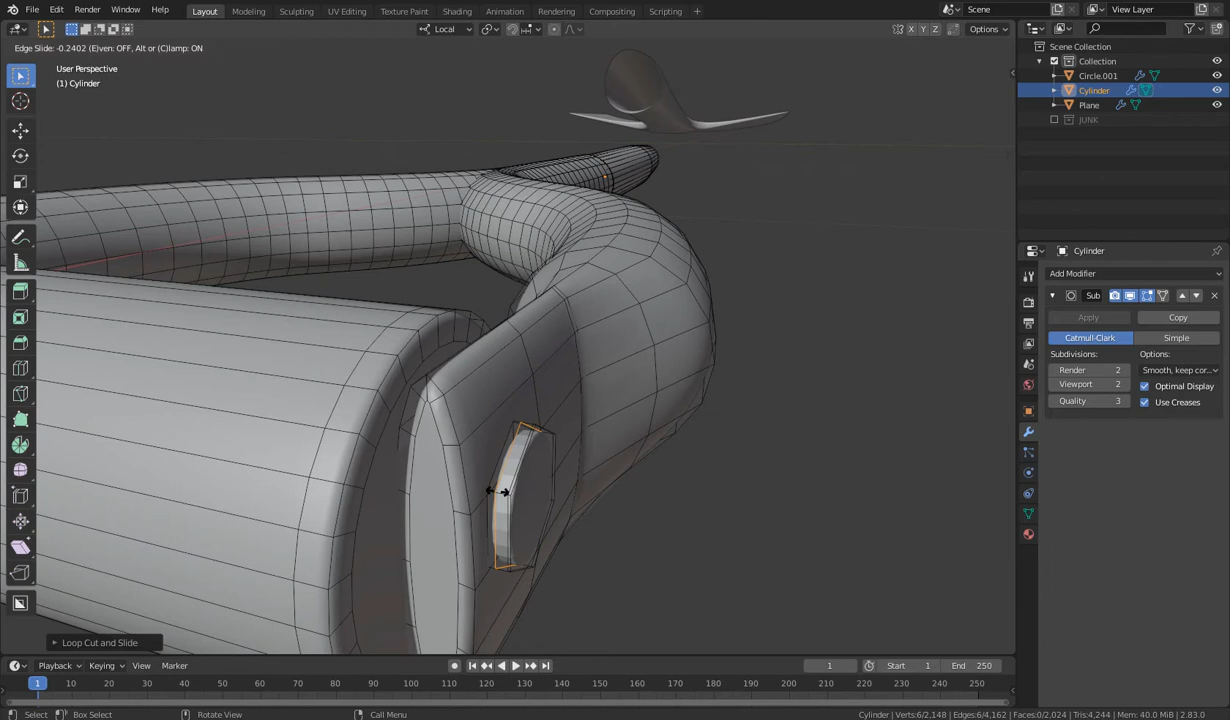 File Edit Render Window Help Layout Modeling Sculpting UV Editing Texture Paint Shading Animation Rendering Compositing Scripting + Scene View Layer
Local X Y Z Options
Edge Slide: -0.2402 (E)ven: OFF, Alt or (C)lamp: ON
User Perspective
(1) Cylinder
Scene Collection
Collection
Circle.001
Cylinder
Plane
JUNK
Cylinder
Add Modifier
Sub
Apply Copy
Catmull-Clark Simple
Subdivisions: Options:
Render 2 Smooth, keep cor...
Viewport 2 Optimal Display
Quality 3 Use Creases
Loop Cut and Slide
Playback Keying View Marker 1 Start 1 End 250
1 10 20 30 40 50 60 70 80 90 100 110 120 130 140 150 160 170 180 190 200 210 220 230 240 250
Select Box Select Rotate View Call Menu Cylinder | Verts:6/2,148 | Edges:6/4,162 | Faces:0/2,024 | Tris:4,244 | Mem: 40.0 MiB | 2.83.0